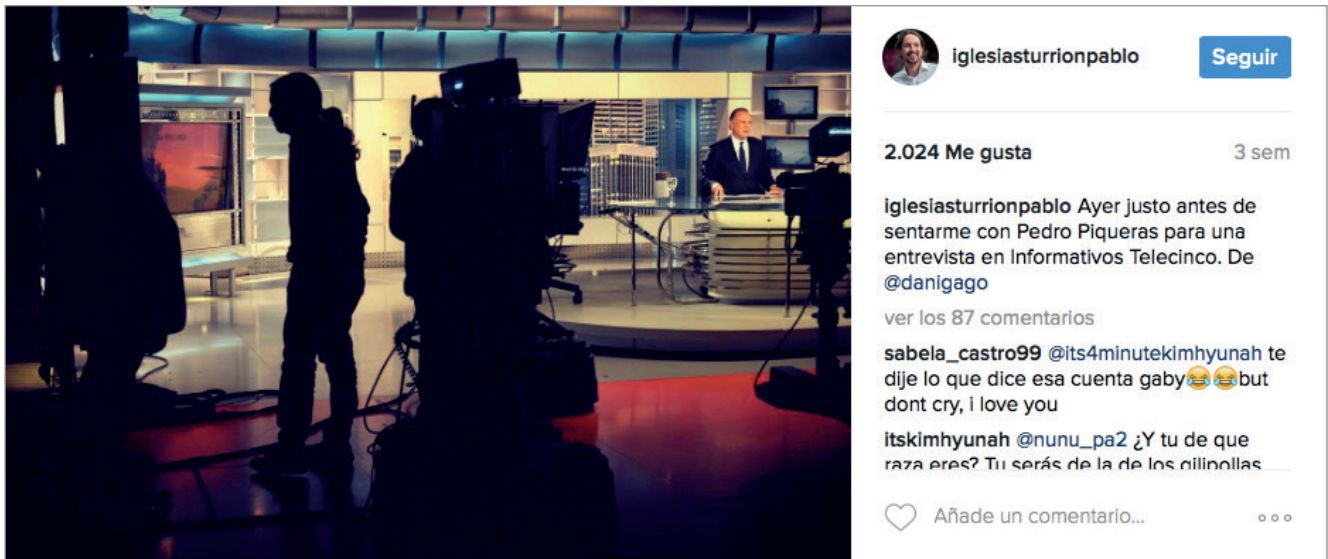 iglesiasturrionpablo
Seguir
2.024 Me gusta
3 sem
iglesiasturrionpablo Ayer justo antes de
sentarme con Pedro Piqueras para una
entrevista en Informativos Telecinco. De
@danigago
ver los 87 comentarios
sabela_castro99 @its4minutekimhyunah te
dije lo que dice esa cuenta gaby😂😂but
dont cry, i love you
itskimhyunah @nunu_pa2 ¿Y tu de que
raza eres? Tu serás de la de los gilipollas
Añade un comentario...